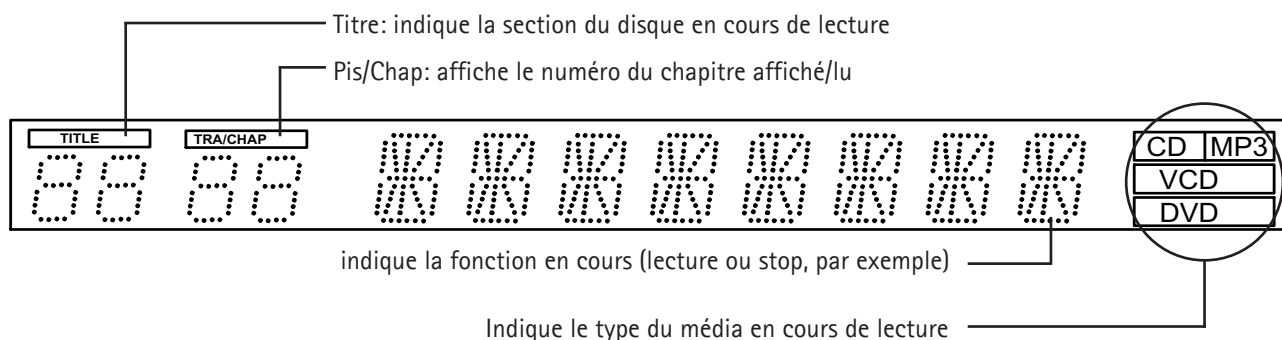 Titre: indique la section du disque en cours de lecture
Pis/Chap: affiche le numéro du chapitre affiché/lu
TITLE TRA/CHAP
CD MP3
VCD
DVD
indique la fonction en cours (lecture ou stop, par exemple)
Indique le type du média en cours de lecture